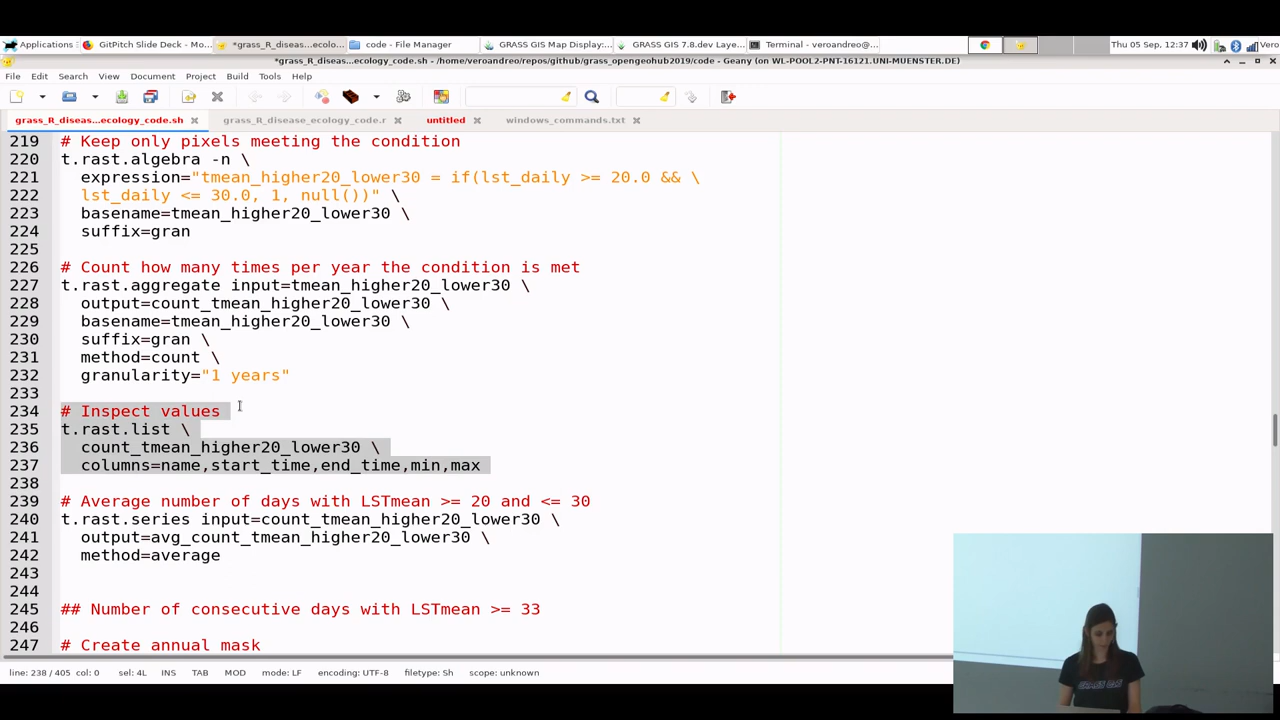 Applications
GitPitch Slide Deck - Mo...
*grass_R_diseas...ecolo...
code - File Manager
GRASS GIS Map Display:...
GRASS GIS 7.8.dev Laye...
Terminal - veroandreo@...
Thu 05 Sep, 12:37
Vero
*grass_R_diseas...ecology_code.sh - /home/veroandreo/repos/github/grass_opengeohub2019/code - Geany (on WL-POOL2-PNT-16121.UNI-MUENSTER.DE)
File Edit Search View Document Project Build Tools Help
grass_R_diseas...ecology_code.sh
grass_R_disease_ecology_code.r
untitled
windows_commands.txt
219 # Keep only pixels meeting the condition
220 t.rast.algebra -n \
221 expression="tmean_higher20_lower30 = if(lst_daily >= 20.0 && \
222 lst_daily <= 30.0, 1, null())" \
223 basename=tmean_higher20_lower30 \
224 suffix=gran
225
226 # Count how many times per year the condition is met
227 t.rast.aggregate input=tmean_higher20_lower30 \
228 output=count_tmean_higher20_lower30 \
229 basename=tmean_higher20_lower30 \
230 suffix=gran \
231 method=count \
232 granularity="1 years"
233
234 # Inspect values
235 t.rast.list \
236 count_tmean_higher20_lower30 \
237 columns=name,start_time,end_time,min,max
238
239 # Average number of days with LSTmean >= 20 and <= 30
240 t.rast.series input=count_tmean_higher20_lower30 \
241 output=avg_count_tmean_higher20_lower30 \
242 method=average
243
244
245 ## Number of consecutive days with LSTmean >= 33
246
247 # Create annual mask
line: 238 / 405 col: 0 sel: 4L INS TAB MOD mode: LF encoding: UTF-8 filetype: Sh scope: unknown
GRASS GIS